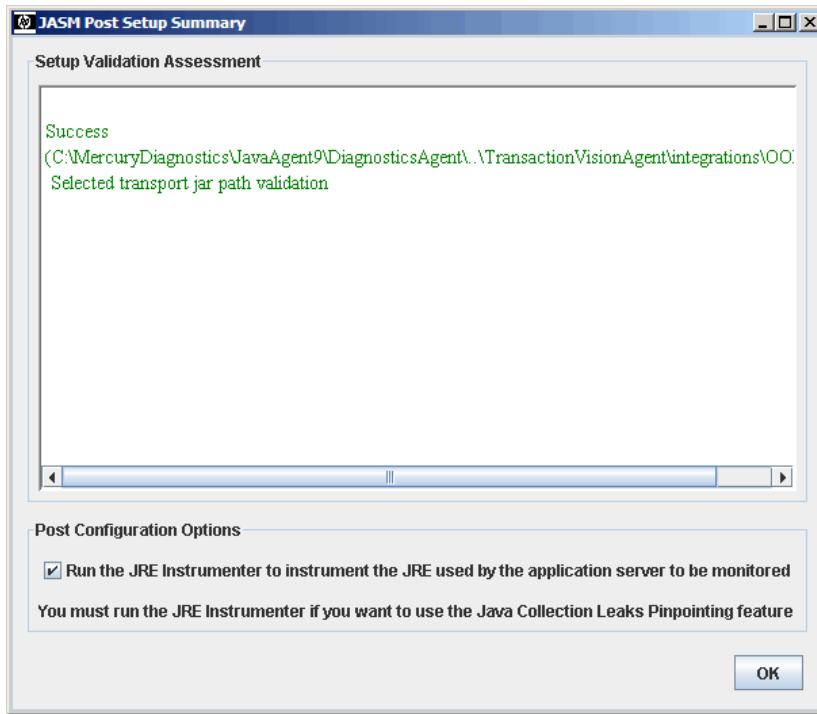 JASM Post Setup Summary
Setup Validation Assessment
Success
(C:\MercuryDiagnostics\JavaAgent9\DiagnosticsAgent\..\TransactionVisionAgent\integrations\OO
Selected transport jar path validation
Post Configuration Options
Run the JRE Instrumenter to instrument the JRE used by the application server to be monitored
You must run the JRE Instrumenter if you want to use the Java Collection Leaks Pinpointing feature
OK